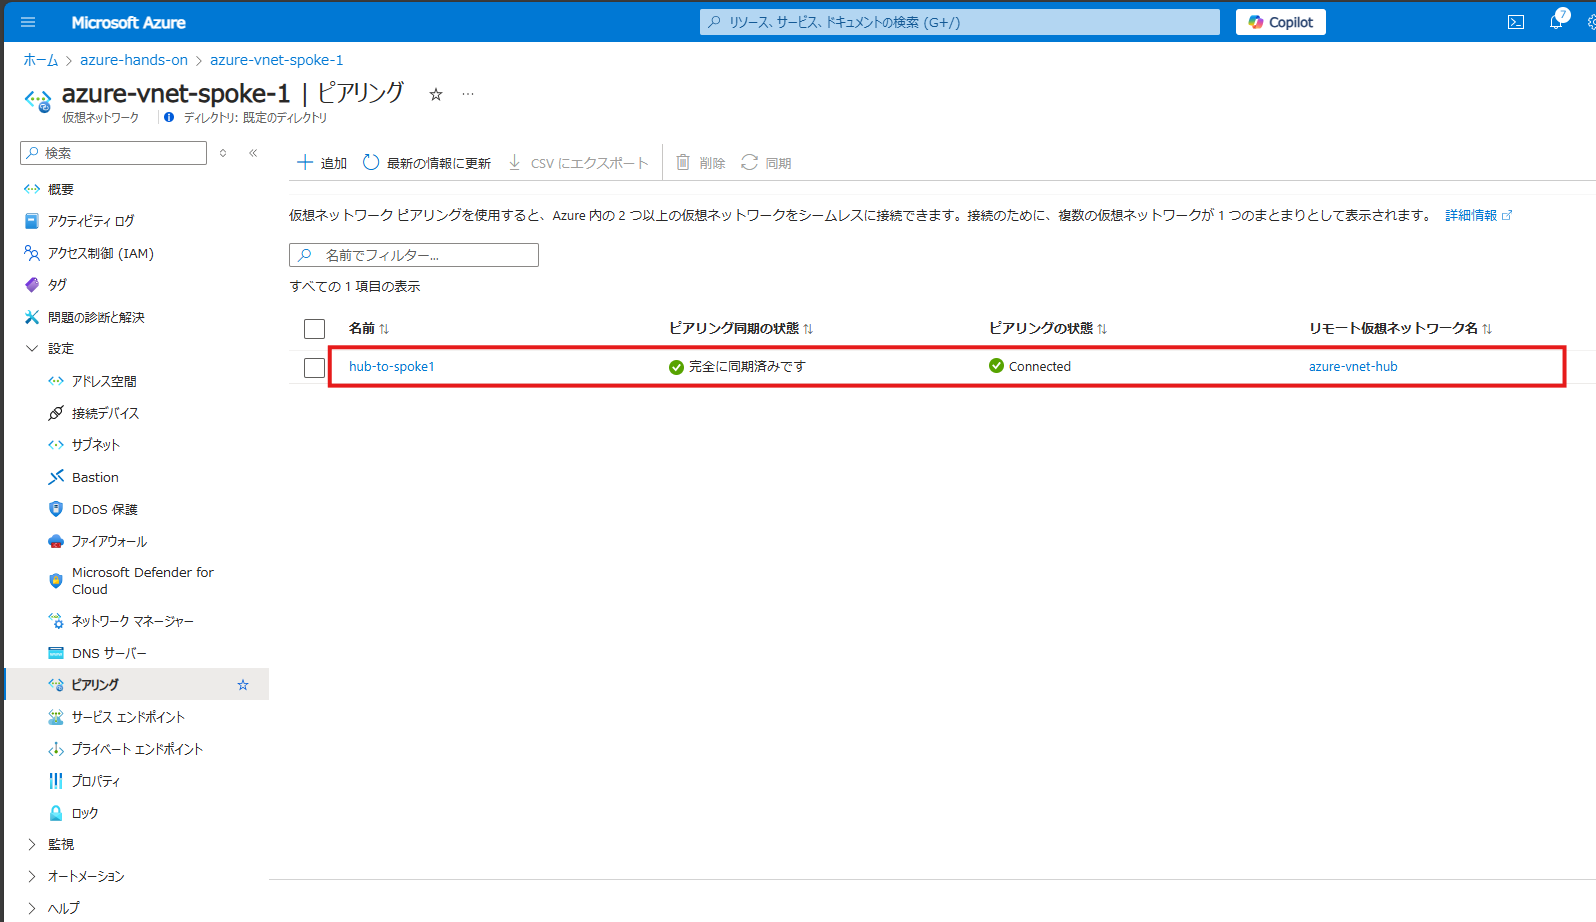 Microsoft Azure
リソース、サービス、ドキュメントの検索 (G+/)
Copilot
7
ホーム > azure-hands-on > azure-vnet-spoke-1
azure-vnet-spoke-1 | ピアリング
仮想ネットワーク
ディレクトリ: 既定のディレクトリ
検索
概要
アクティビティ ログ
アクセス制御 (IAM)
タグ
問題の診断と解決
設定
アドレス空間
接続デバイス
サブネット
Bastion
DDoS 保護
ファイアウォール
Microsoft Defender for
Cloud
ネットワーク マネージャー
DNS サーバー
ピアリング
サービス エンドポイント
プライベート エンドポイント
プロパティ
ロック
監視
オートメーション
ヘルプ
追加 最新の情報に更新 CSV にエクスポート 削除 同期
仮想ネットワーク ピアリングを使用すると、Azure 内の 2 つ以上の仮想ネットワークをシームレスに接続できます。接続のために、複数の仮想ネットワークが 1 つのまとまりとして表示されます。 詳細情報
名前でフィルター...
すべての 1 項目の表示
名前 ピアリング同期の状態 ピアリングの状態 リモート仮想ネットワーク名
hub-to-spoke1 完全に同期済みです Connected azure-vnet-hub